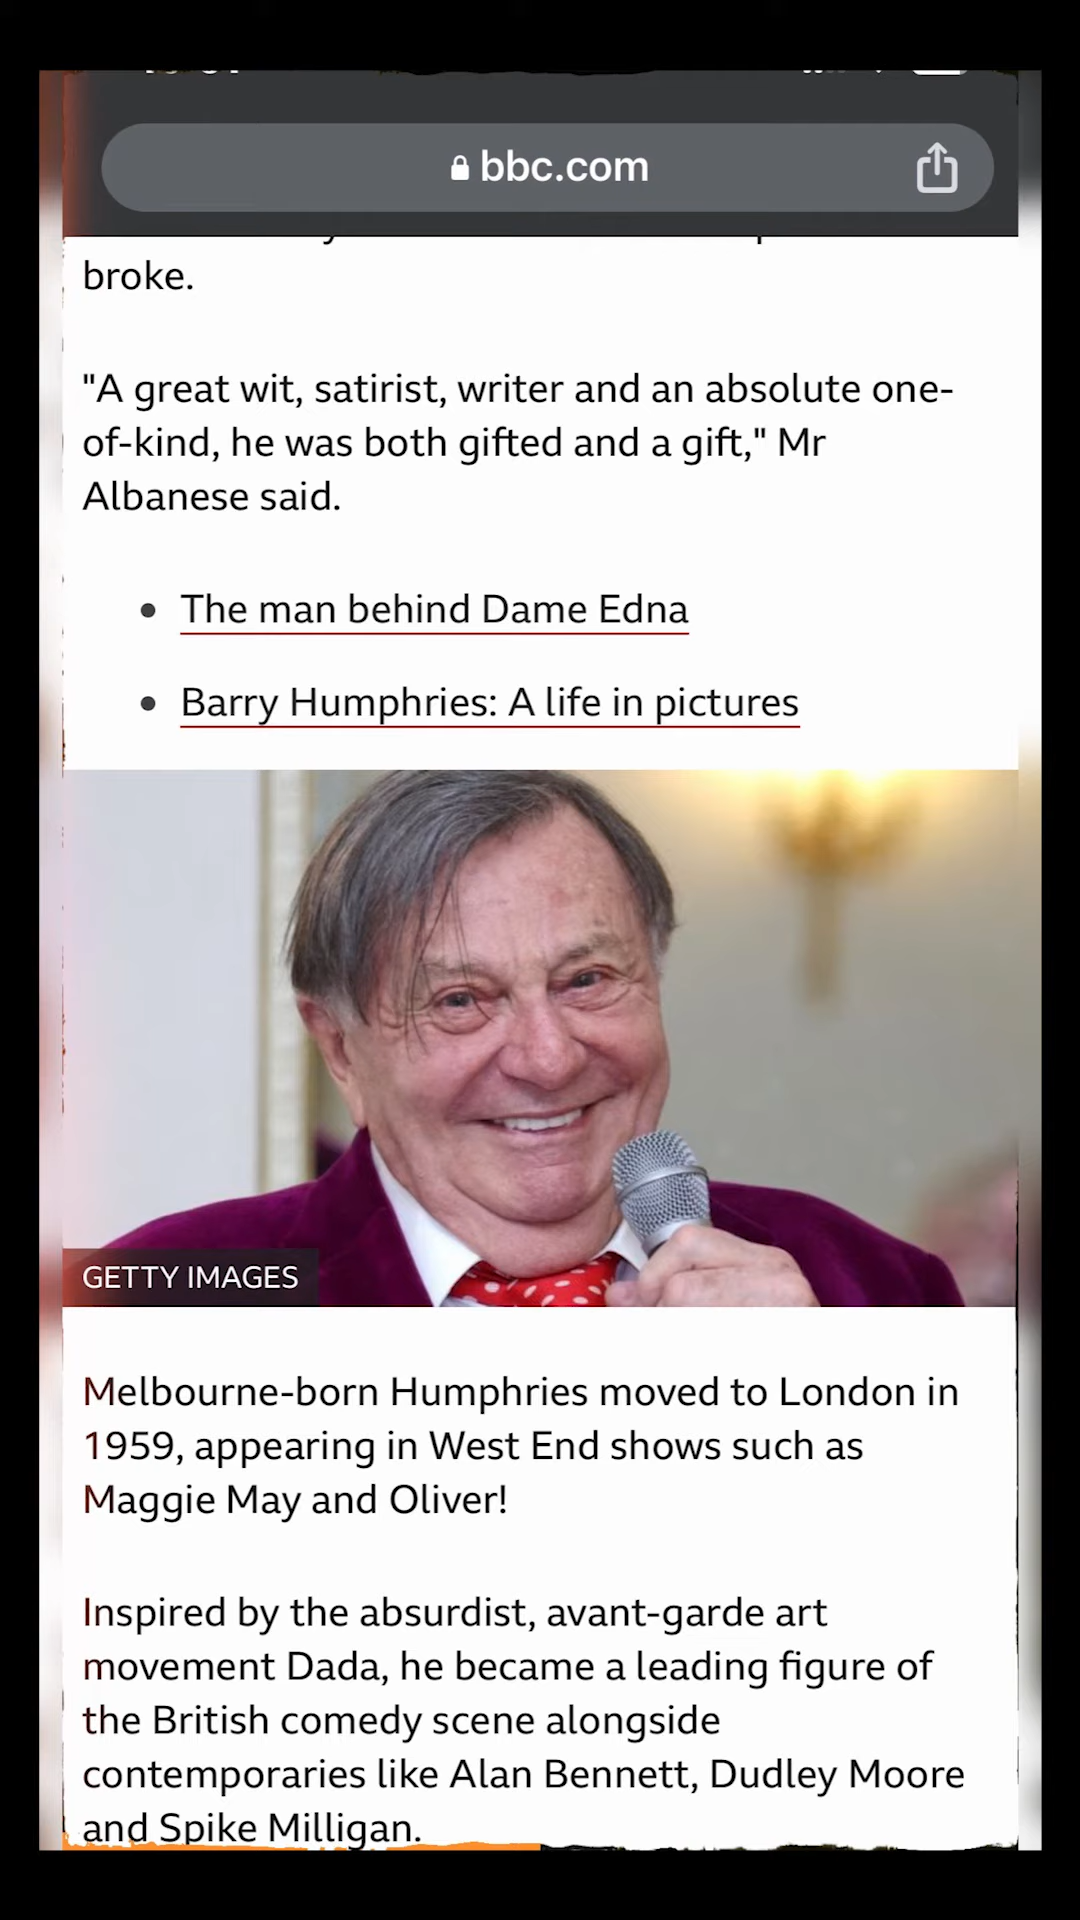 bbc.com
broke.
"A great wit, satirist, writer and an absolute one-
of-kind, he was both gifted and a gift," Mr
Albanese said.
• The man behind Dame Edna
• Barry Humphries: A life in pictures
GETTY IMAGES
Melbourne-born Humphries moved to London in
1959, appearing in West End shows such as
Maggie May and Oliver!
Inspired by the absurdist, avant-garde art
movement Dada, he became a leading figure of
the British comedy scene alongside
contemporaries like Alan Bennett, Dudley Moore
and Spike Milligan.